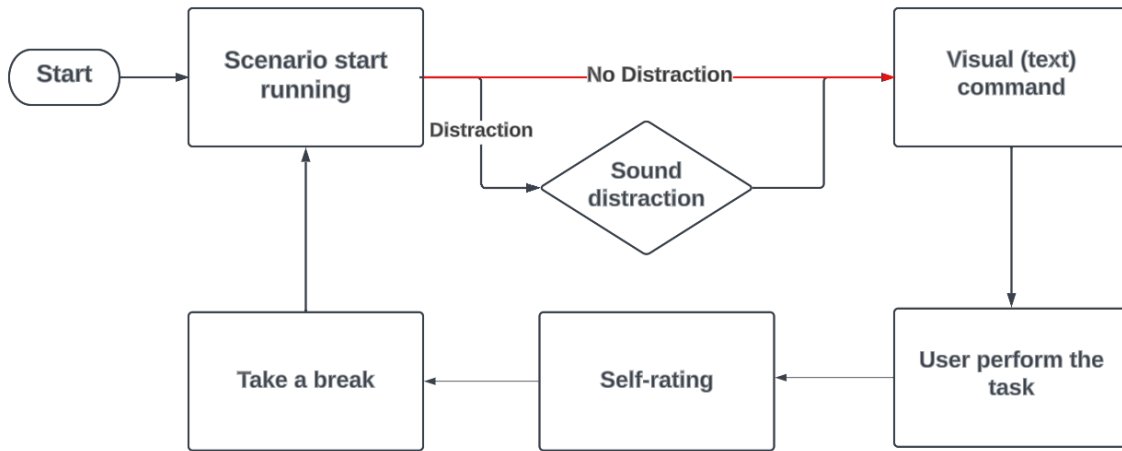 Start
Scenario start
running
No Distraction
Visual (text)
command
Distraction
Sound
distraction
Take a break
Self-rating
User perform the
task